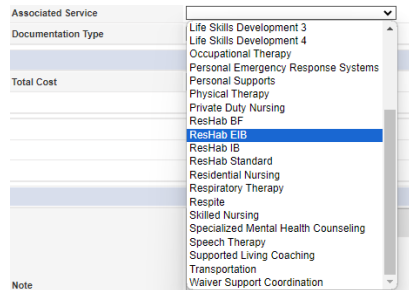 Associated Service
Documentation Type
Total Cost
Note
Life Skills Development 3
Life Skills Development 4
Occupational Therapy
Personal Emergency Response Systems
Personal Supports
Physical Therapy
Private Duty Nursing
ResHab BF
ResHab EIB
ResHab IB
ResHab Standard
Residential Nursing
Respiratory Therapy
Respite
Skilled Nursing
Specialized Mental Health Counseling
Speech Therapy
Supported Living Coaching
Transportation
Waiver Support Coordination